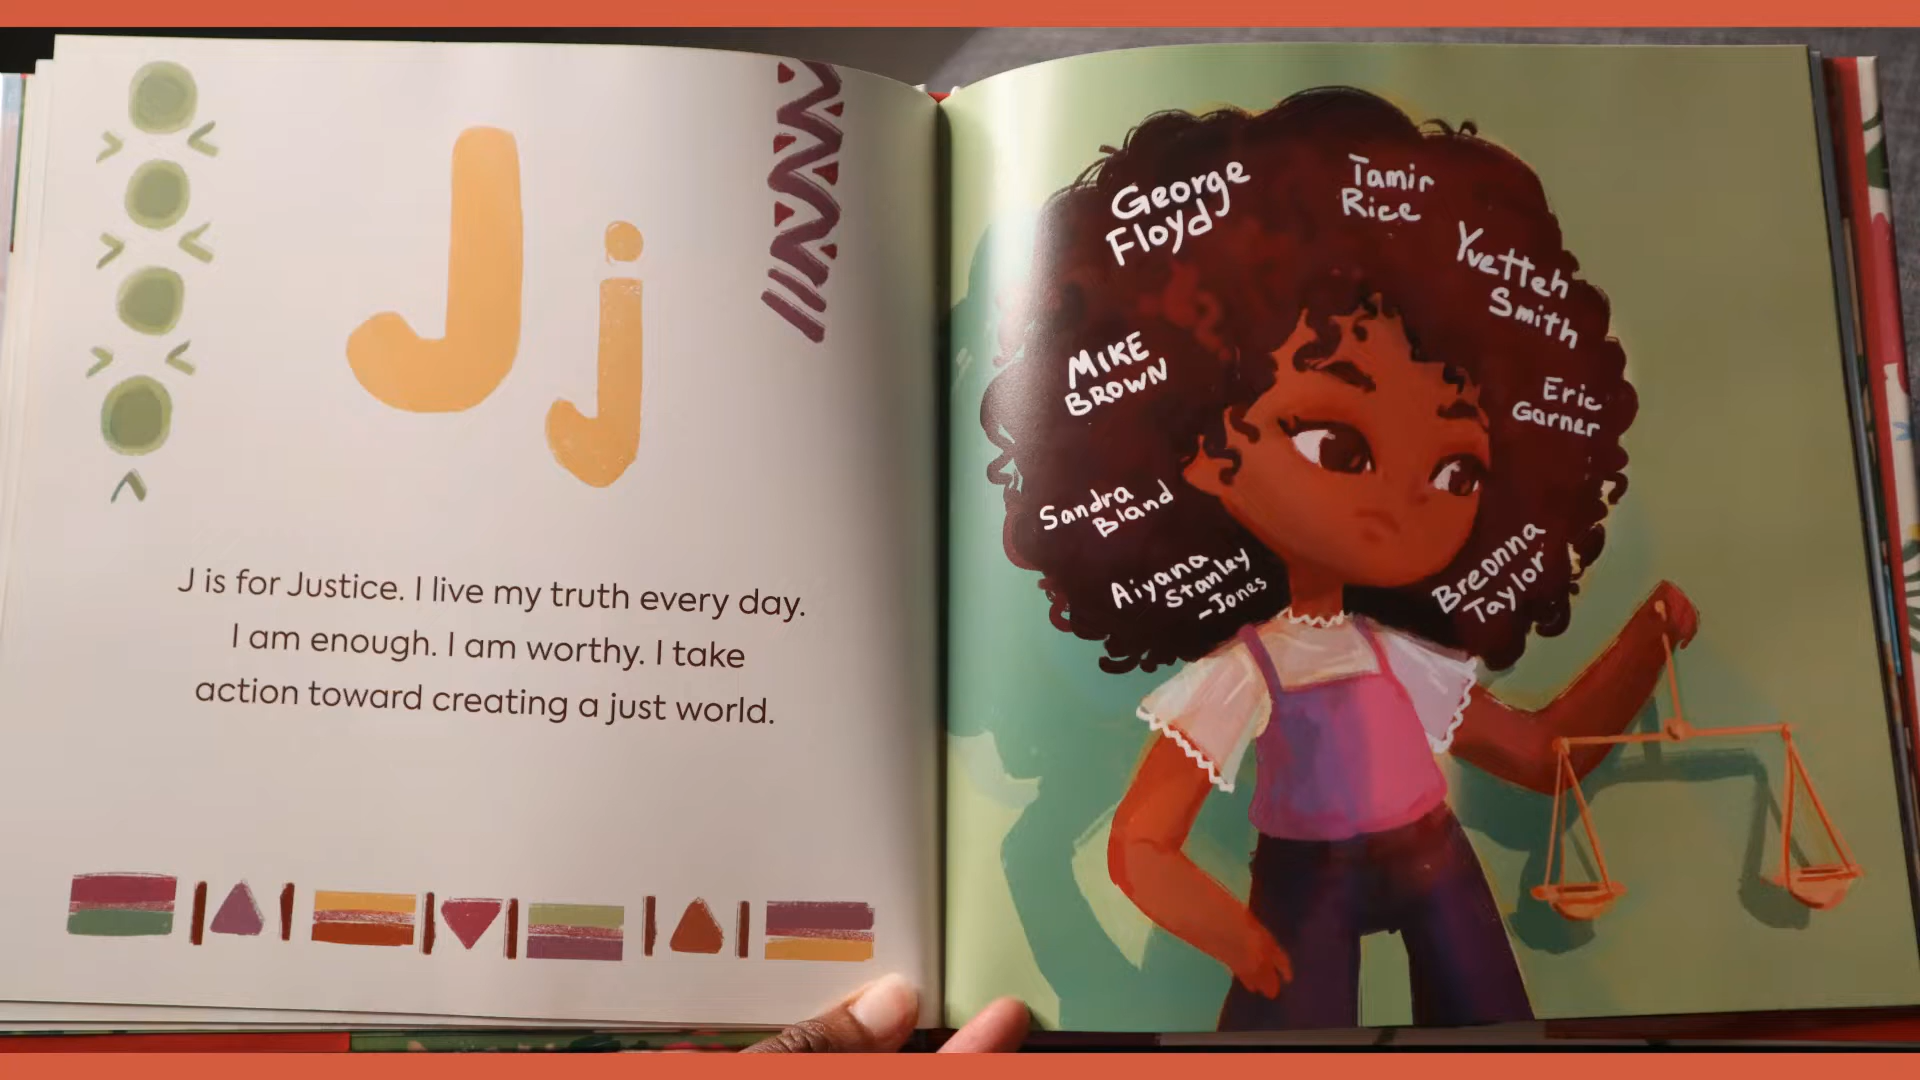 J j
J is for Justice. I live my truth every day.
I am enough. I am worthy. I take
action toward creating a just world.
George
Floyd
Tamir
Rice
Yvetteh
Smith
MIKE
BROWN
Eric
Garner
Sandra
Bland
Aiyana
Stanley
-Jones
Breonna
Taylor